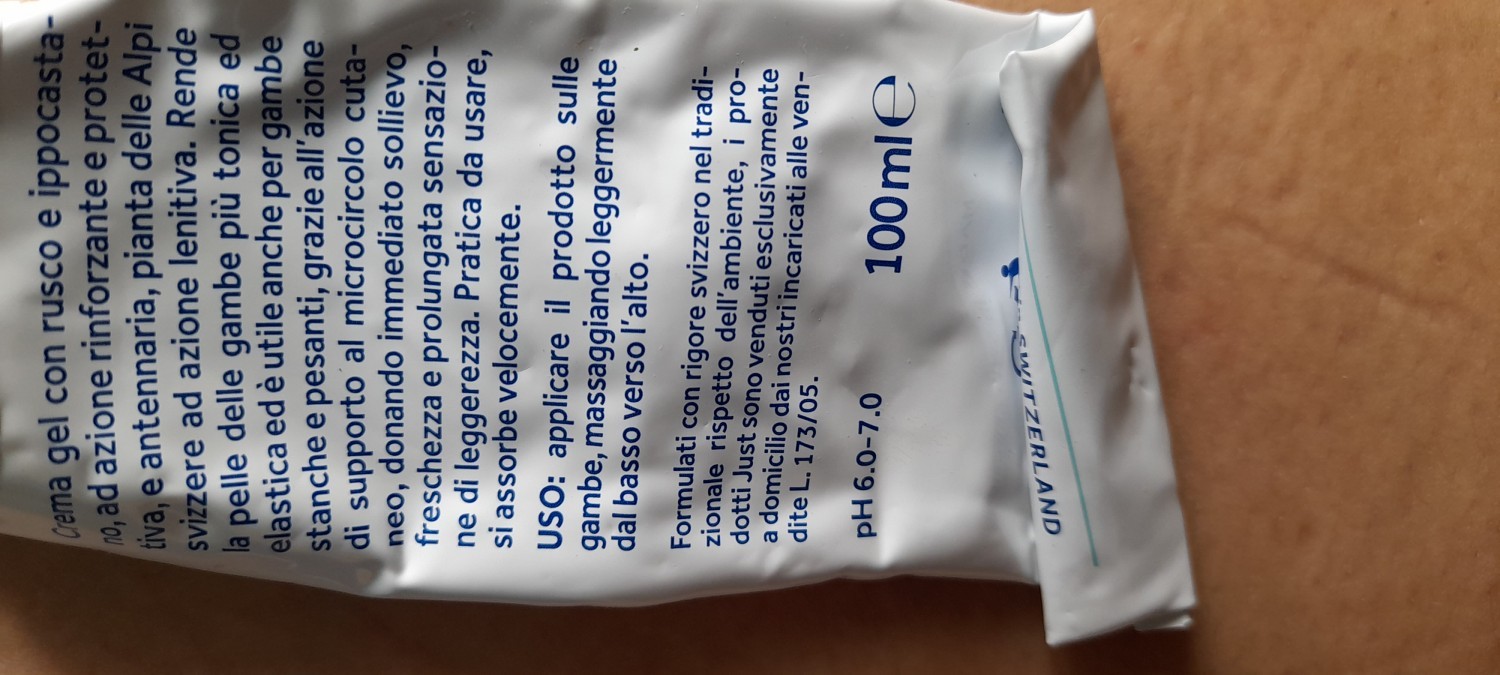 Crema gel con rusco e ippocasta-
no, ad azione rinforzante e protet-
tiva, e antennaria, pianta delle Alpi
svizzere ad azione lenitiva. Rende
la pelle delle gambe più tonica ed
elastica ed è utile anche per gambe
stanche e pesanti, grazie all'azione
di supporto al microcircolo cuta-
neo, donando immediato sollievo,
freschezza e prolungata sensazio-
ne di leggerezza. Pratica da usare,
si assorbe velocemente.
USO: applicare il prodotto sulle
gambe, massaggiando leggermente
dal basso verso l'alto.
Formulati con rigore svizzero nel tradi-
zionale rispetto dell'ambiente, i pro-
dotti Just sono venduti esclusivamente
a domicilio dai nostri incaricati alle ven-
dite L. 173/05.
pH 6.0-7.0 100 ml e
SWITZERLAND